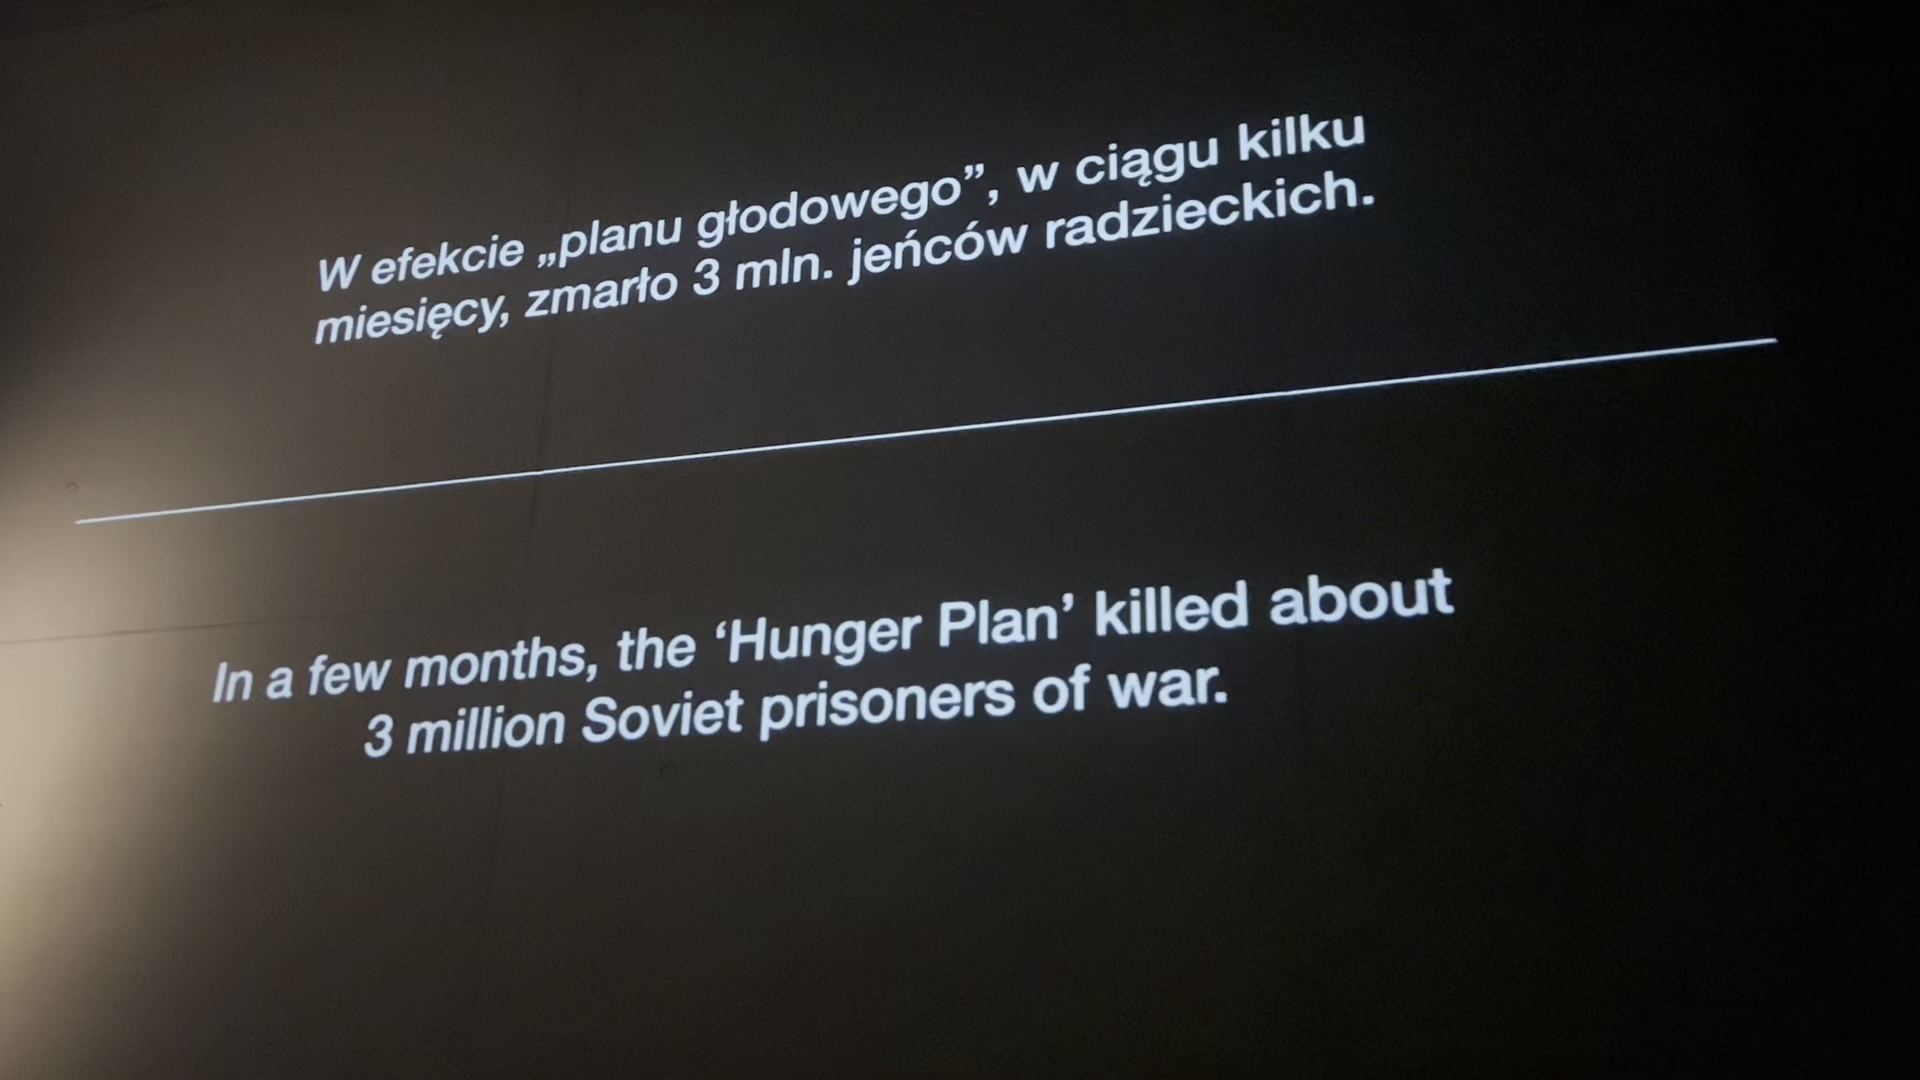 W efekcie „planu głodowego”, w ciągu kilku
miesięcy, zmarło 3 mln. jeńców radzieckich.
In a few months, the ‘Hunger Plan’ killed about
3 million Soviet prisoners of war.